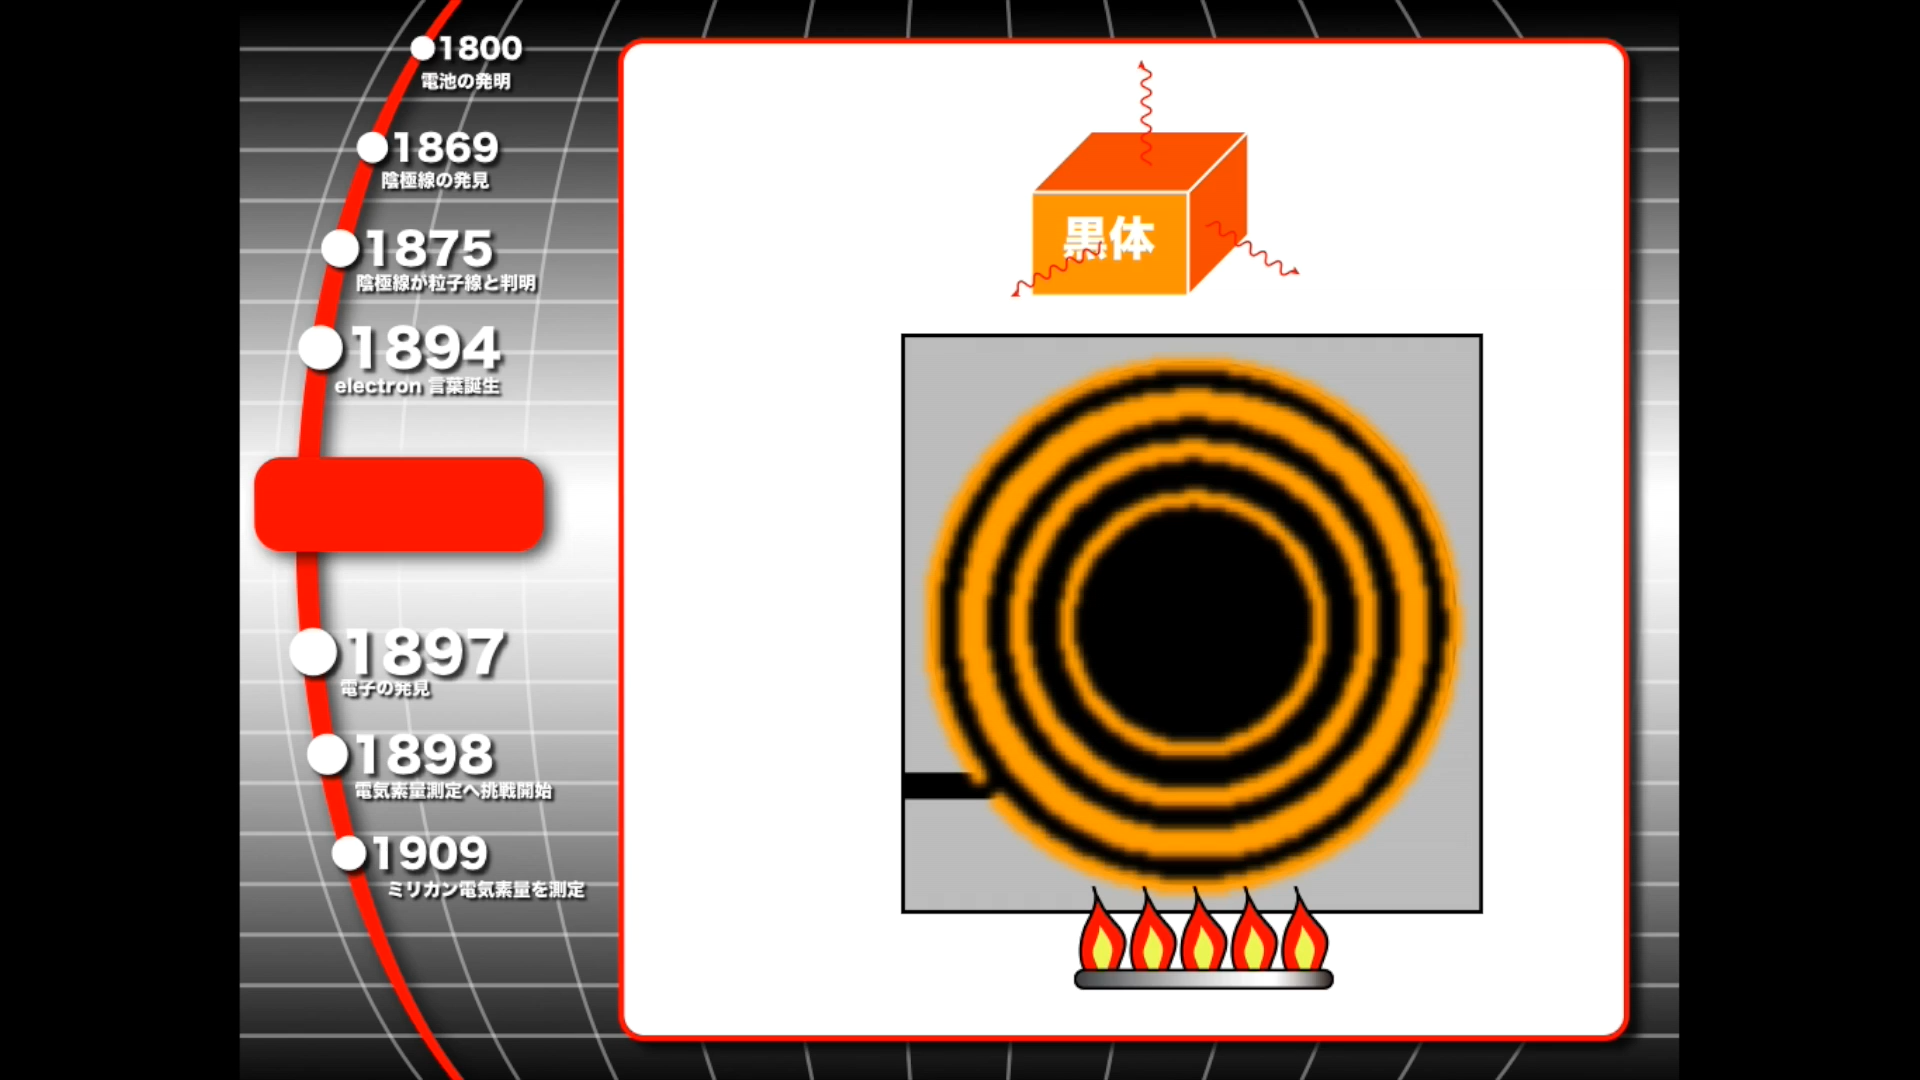 1800
電池の発明
1869
陰極線の発見
1875
陰極線が粒子線と判明
1894
electron 言葉誕生
1897
電子の発見
1898
電気素量測定へ挑戦開始
1909
ミリカン電気素量を測定
黒体